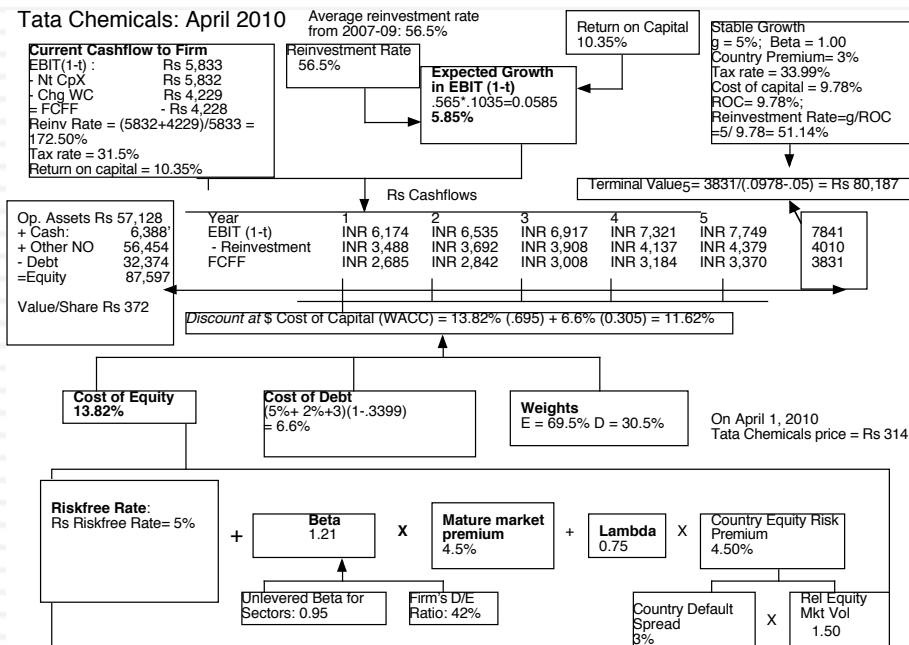 Tata Chemicals: April 2010
Average reinvestment rate
from 2007-09: 56.5%
Current Cashflow to Firm
EBIT(1-t) : Rs 5,833
- Nt CpX Rs 5,832
- Chg WC Rs 4,229
= FCFF - Rs 4,228
Reinv Rate = (5832+4229)/5833 =
172.50%
Tax rate = 31.5%
Return on capital = 10.35%
Reinvestment Rate
56.5%
Expected Growth
in EBIT (1-t)
.565*.1035=0.0585
5.85%
Return on Capital
10.35%
Stable Growth
g = 5%; Beta = 1.00
Country Premium= 3%
Tax rate = 33.99%
Cost of capital = 9.78%
ROC= 9.78%;
Reinvestment Rate=g/ROC
=5/ 9.78= 51.14%
Rs Cashflows
Terminal Value5= 3831/(.0978-.05) = Rs 80,187
Op. Assets Rs 57,128
+ Cash: 6,388'
+ Other NO 56,454
- Debt 32,374
=Equity 87,597
Value/Share Rs 372
Year 1 2 3 4 5
EBIT (1-t) INR 6,174 INR 6,535 INR 6,917 INR 7,321 INR 7,749 7841
- Reinvestment INR 3,488 INR 3,692 INR 3,908 INR 4,137 INR 4,379 4010
FCFF INR 2,685 INR 2,842 INR 3,008 INR 3,184 INR 3,370 3831
Discount at $ Cost of Capital (WACC) = 13.82% (.695) + 6.6% (0.305) = 11.62%
Cost of Equity
13.82%
Cost of Debt
(5%+ 2%+3)(1-.3399)
= 6.6%
Weights
E = 69.5% D = 30.5%
On April 1, 2010
Tata Chemicals price = Rs 314
Riskfree Rate:
Rs Riskfree Rate= 5%
+
Beta
1.21
X
Mature market
premium
4.5%
+
Lambda
0.75
X
Country Equity Risk
Premium
4.50%
Unlevered Beta for
Sectors: 0.95
Firm's D/E
Ratio: 42%
Country Default
Spread
3%
X
Rel Equity
Mkt Vol
1.50